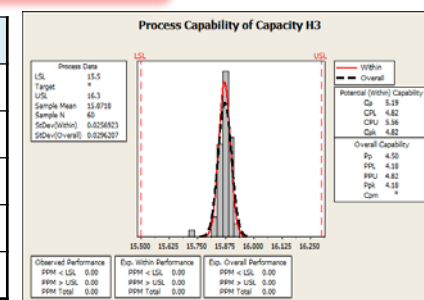 Process Capability of Capacity H3
LSL
USL
Process Data
LSL 15.5
Target *
USL 16.3
Sample Mean 15.8718
Sample N 60
StDev(Within) 0.0256923
StDev(Overall) 0.0296207
Within
Overall
Potential (Within) Capability
Cp 5.19
CPL 4.82
CPU 5.56
Cpk 4.82
Overall Capability
Pp 4.50
PPL 4.18
PPU 4.82
Ppk 4.18
Cpm *
15.500 15.625 15.750 15.875 16.000 16.125 16.250
Observed Performance
PPM < LSL 0.00
PPM > USL 0.00
PPM Total 0.00
Exp. Within Performance
PPM < LSL 0.00
PPM > USL 0.00
PPM Total 0.00
Exp. Overall Performance
PPM < LSL 0.00
PPM > USL 0.00
PPM Total 0.00